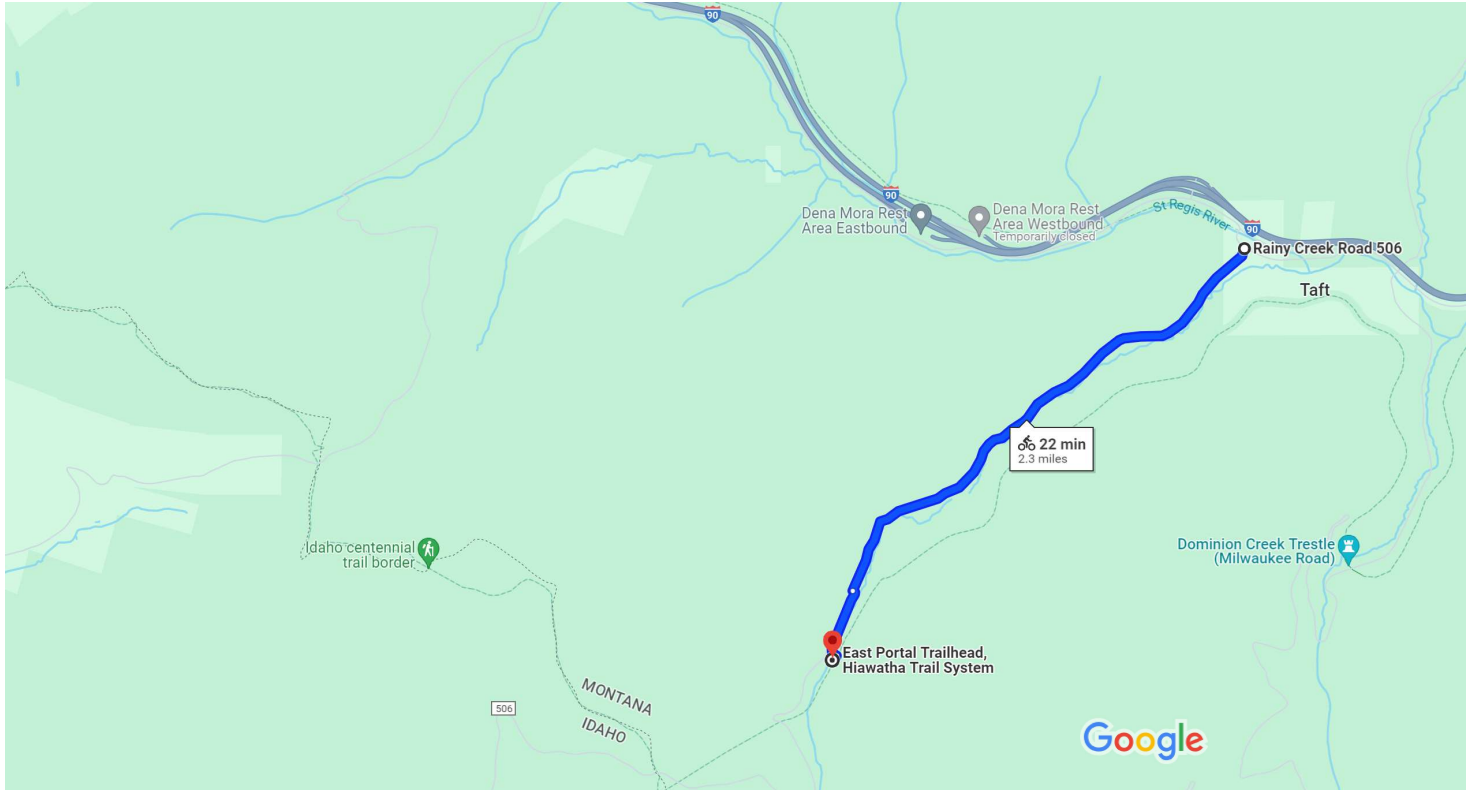 90
90
Dena Mora Rest
Area Eastbound
Dena Mora Rest
Area Westbound
Temporarily closed
St Regis River
90
Rainy Creek Road 506
Taft
22 min
2.3 miles
Idaho centennial
trail border
Dominion Creek Trestle
(Milwaukee Road)
East Portal Trailhead,
Hiawatha Trail System
MONTANA
IDAHO
506
Google